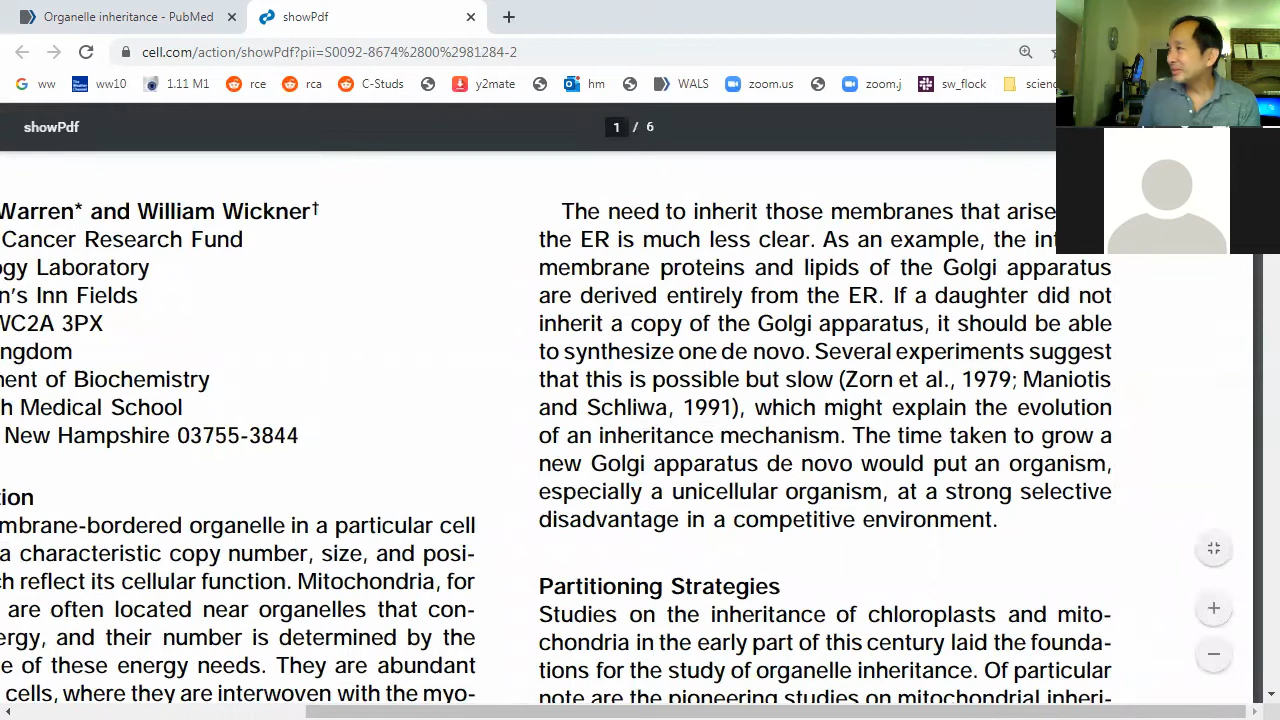 Organelle inheritance - PubMed
showPdf
cell.com/action/showPdf?pii=S0092-8674%2800%2981284-2
ww
ww10
1.11 M1
rce
rca
C-Studs
y2mate
hm
WALS
zoom.us
zoom.j
sw_flock
scienc
showPdf
1 / 6
Warren* and William Wickner†
Cancer Research Fund
ogy Laboratory
n's Inn Fields
WC2A 3PX
ngdom
nent of Biochemistry
h Medical School
New Hampshire 03755-3844
tion
mbrane-bordered organelle in a particular cell
a characteristic copy number, size, and posi-
ch reflect its cellular function. Mitochondria, for
are often located near organelles that con-
ergy, and their number is determined by the
e of these energy needs. They are abundant
cells, where they are interwoven with the myo-
The need to inherit those membranes that arise
the ER is much less clear. As an example, the int
membrane proteins and lipids of the Golgi apparatus
are derived entirely from the ER. If a daughter did not
inherit a copy of the Golgi apparatus, it should be able
to synthesize one de novo. Several experiments suggest
that this is possible but slow (Zorn et al., 1979; Maniotis
and Schliwa, 1991), which might explain the evolution
of an inheritance mechanism. The time taken to grow a
new Golgi apparatus de novo would put an organism,
especially a unicellular organism, at a strong selective
disadvantage in a competitive environment.
Partitioning Strategies
Studies on the inheritance of chloroplasts and mito-
chondria in the early part of this century laid the founda-
tions for the study of organelle inheritance. Of particular
note are the pioneering studies on mitochondrial inheri-